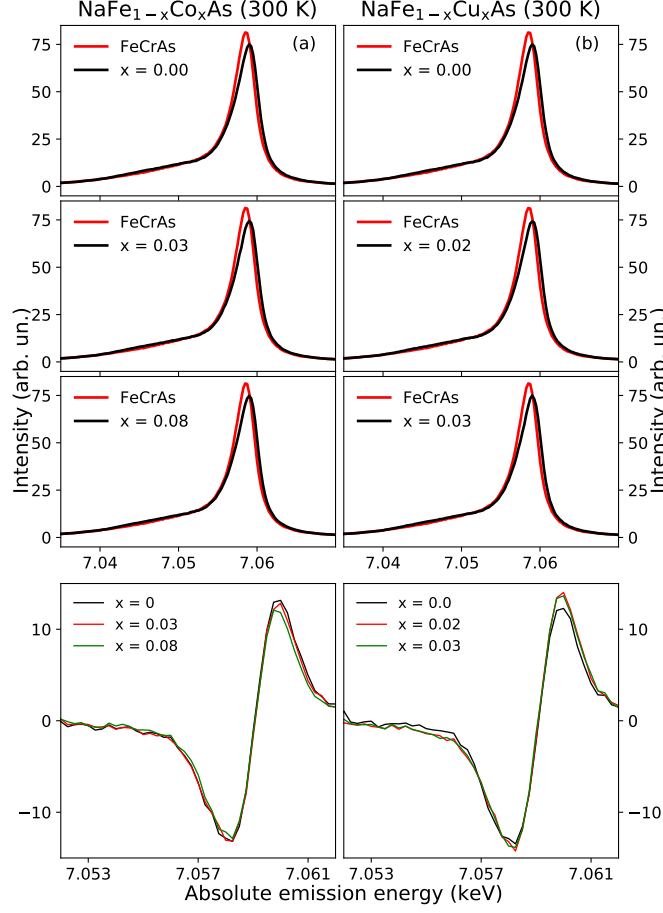 NaFe₁₋ₓCoₓAs (300 K)
NaFe₁₋ₓCuₓAs (300 K)
Intensity (arb. un.)
75
50
25
0
FeCrAs
x = 0.00
(a)
FeCrAs
x = 0.00
(b)
75
50
25
0
75
50
25
0
FeCrAs
x = 0.03
FeCrAs
x = 0.02
75
50
25
0
75
50
25
0
FeCrAs
x = 0.08
FeCrAs
x = 0.03
75
50
25
0
7.04
7.05
7.06
7.04
7.05
7.06
Intensity (arb. un.)
10
0
−10
x = 0
x = 0.03
x = 0.08
x = 0.0
x = 0.02
x = 0.03
10
0
−10
7.053
7.057
7.061
7.053
7.057
7.061
Absolute emission energy (keV)